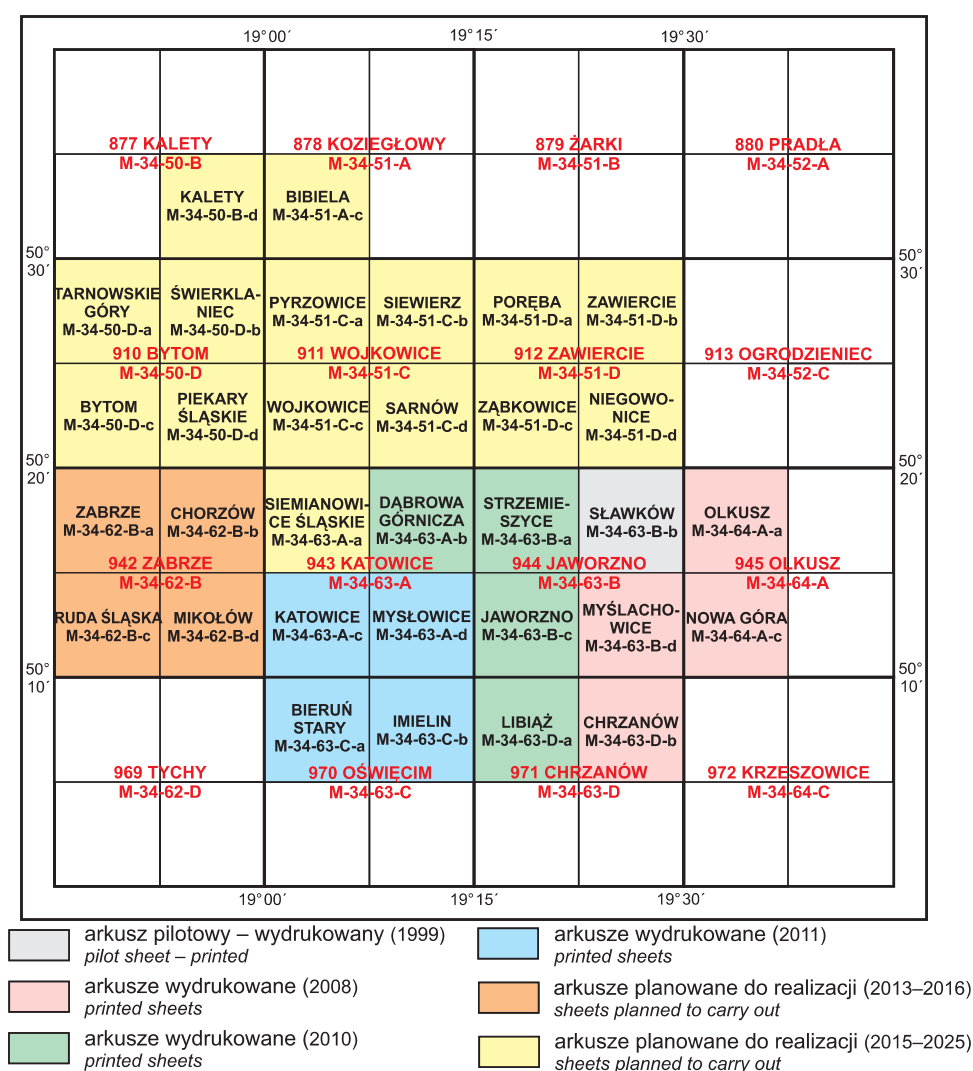 19°00´ 19°15´ 19°30´
877 KALETY 878 KOZIEGŁOWY 879 ŻARKI 880 PRADŁA
M-34-50-B M-34-51-A M-34-51-B M-34-52-A
KALETY BIBIELA
M-34-50-B-d M-34-51-A-c
50° 50°
30´ 30´
TARNOWSKIE ŚWIERKLA-
GÓRY NIEC PYRZOWICE SIEWIERZ PORĘBA ZAWIERCIE
M-34-50-D-a M-34-50-D-b M-34-51-C-a M-34-51-C-b M-34-51-D-a M-34-51-D-b
910 BYTOM 911 WOJKOWICE 912 ZAWIERCIE 913 OGRODZIENIEC
M-34-50-D M-34-51-C M-34-51-D M-34-52-C
PIEKARY NIEGOWO-
BYTOM ŚLĄSKIE WOJKOWICE SARNÓW ZĄBKOWICE NICE
M-34-50-D-c M-34-50-D-d M-34-51-C-c M-34-51-C-d M-34-51-D-c M-34-51-D-d
50° 50°
20´ 20´
SIEMIANOWI- DĄBROWA STRZEMIE-
ZABRZE CHORZÓW CE ŚLĄSKIE GÓRNICZA SZYCE SŁAWKÓW OLKUSZ
M-34-62-B-a M-34-62-B-b M-34-63-A-a M-34-63-A-b M-34-63-B-a M-34-63-B-b M-34-64-A-a
942 ZABRZE 943 KATOWICE 944 JAWORZNO 945 OLKUSZ
M-34-62-B M-34-63-A M-34-63-B M-34-64-A
MYŚLACHO-
RUDA ŚLĄSKA MIKOŁÓW KATOWICE MYSŁOWICE JAWORZNO WICE NOWA GÓRA
M-34-62-B-c M-34-62-B-d M-34-63-A-c M-34-63-A-d M-34-63-B-c M-34-63-B-d M-34-64-A-c
50° 50°
10´ 10´
BIERUŃ
STARY IMIELIN LIBIĄŻ CHRZANÓW
M-34-63-C-a M-34-63-C-b M-34-63-D-a M-34-63-D-b
969 TYCHY 970 OŚWIĘCIM 971 CHRZANÓW 972 KRZESZOWICE
M-34-62-D M-34-63-C M-34-63-D M-34-64-C
19°00´ 19°15´ 19°30´
arkusz pilotowy – wydrukowany (1999)
pilot sheet – printed
arkusze wydrukowane (2008)
printed sheets
arkusze wydrukowane (2010)
printed sheets
arkusze wydrukowane (2011)
printed sheets
arkusze planowane do realizacji (2013–2016)
sheets planned to carry out
arkusze planowane do realizacji (2015–2025)
sheets planned to carry out